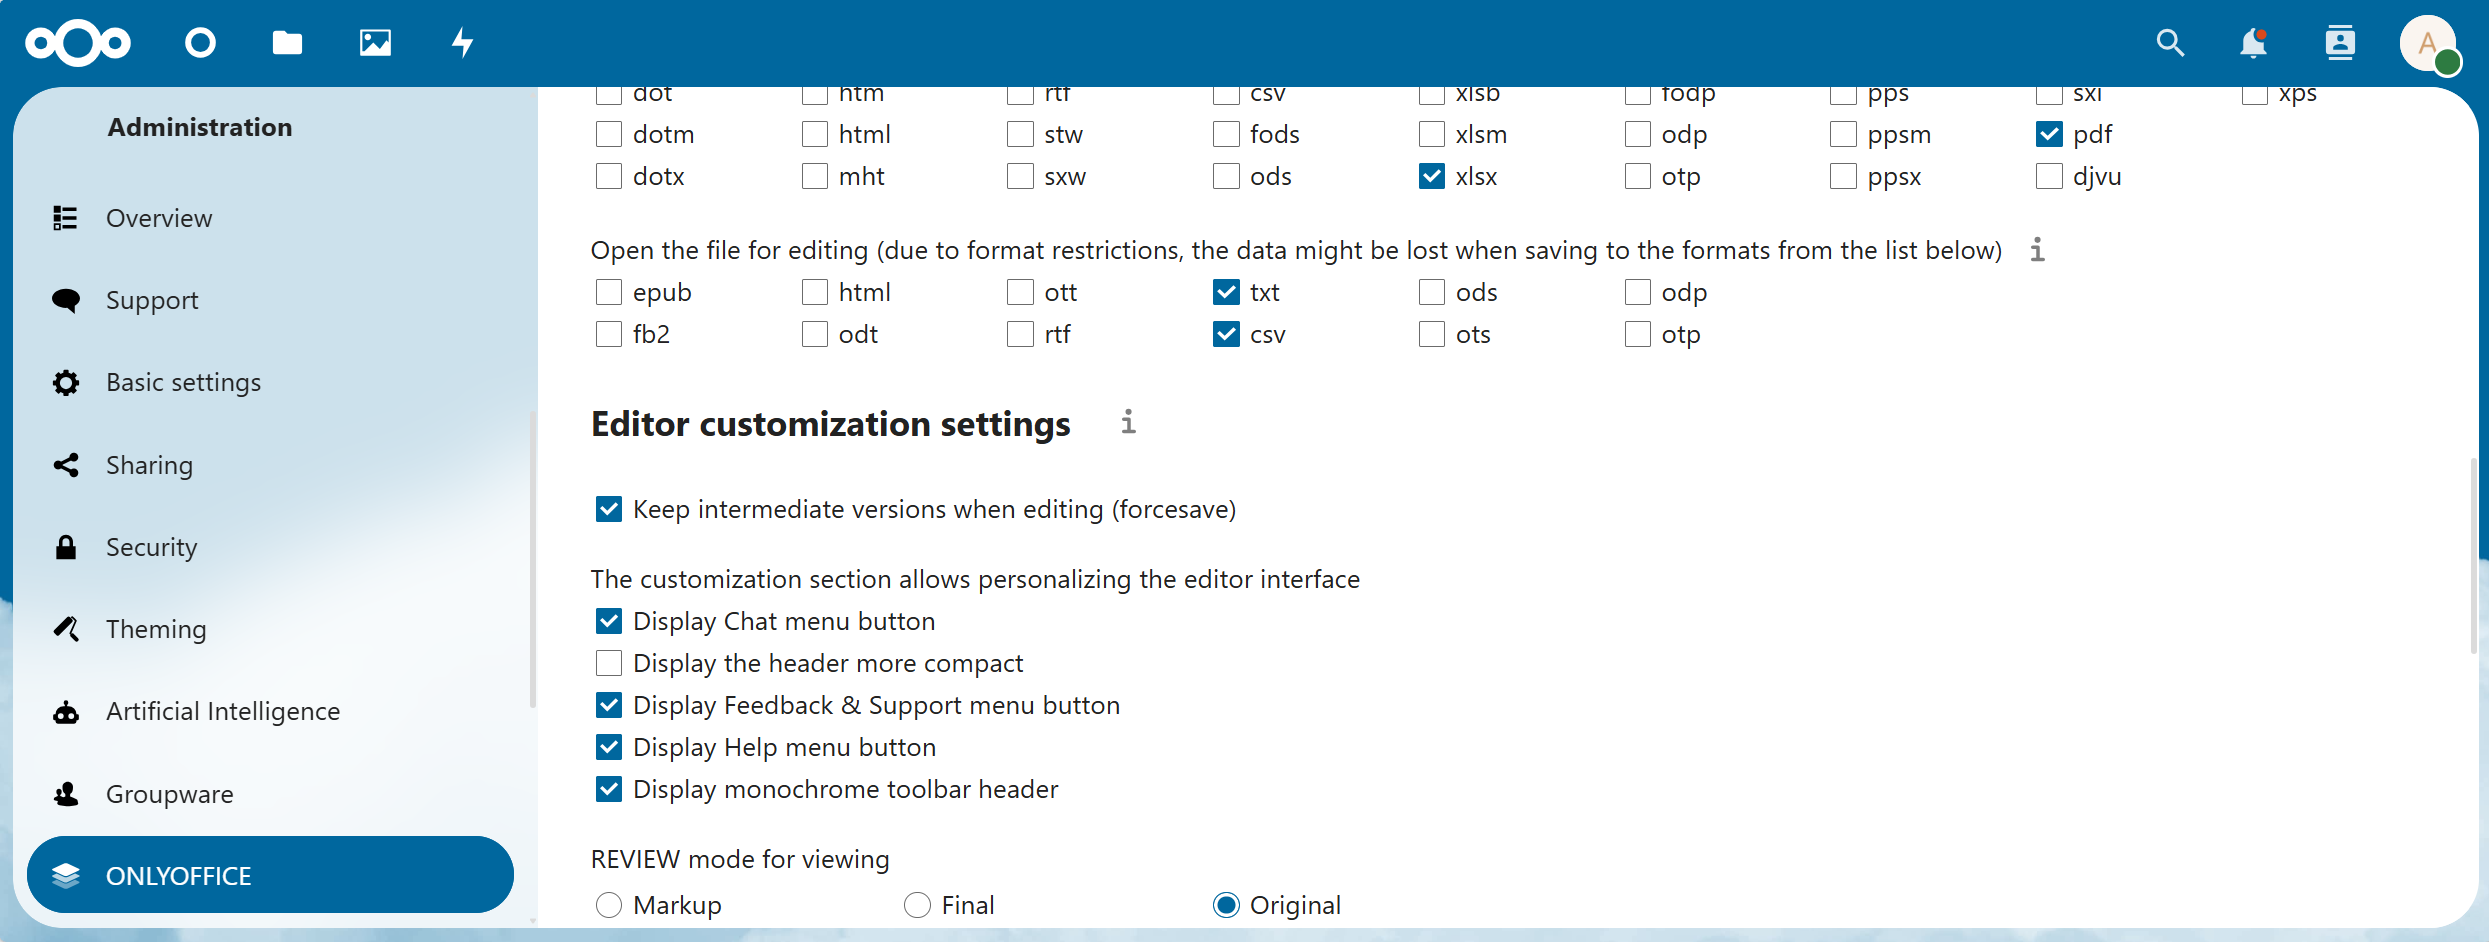 A
Administration
Overview
Support
Basic settings
Sharing
Security
Theming
Artificial Intelligence
Groupware
ONLYOFFICE
dot htm rtf csv xlsb fodp pps sxi xps
dotm html stw fods xlsm odp ppsm pdf
dotx mht sxw ods xlsx otp ppsx djvu
Open the file for editing (due to format restrictions, the data might be lost when saving to the formats from the list below)
epub html ott txt ods odp
fb2 odt rtf csv ots otp
Editor customization settings
Keep intermediate versions when editing (forcesave)
The customization section allows personalizing the editor interface
Display Chat menu button
Display the header more compact
Display Feedback & Support menu button
Display Help menu button
Display monochrome toolbar header
REVIEW mode for viewing
Markup Final Original